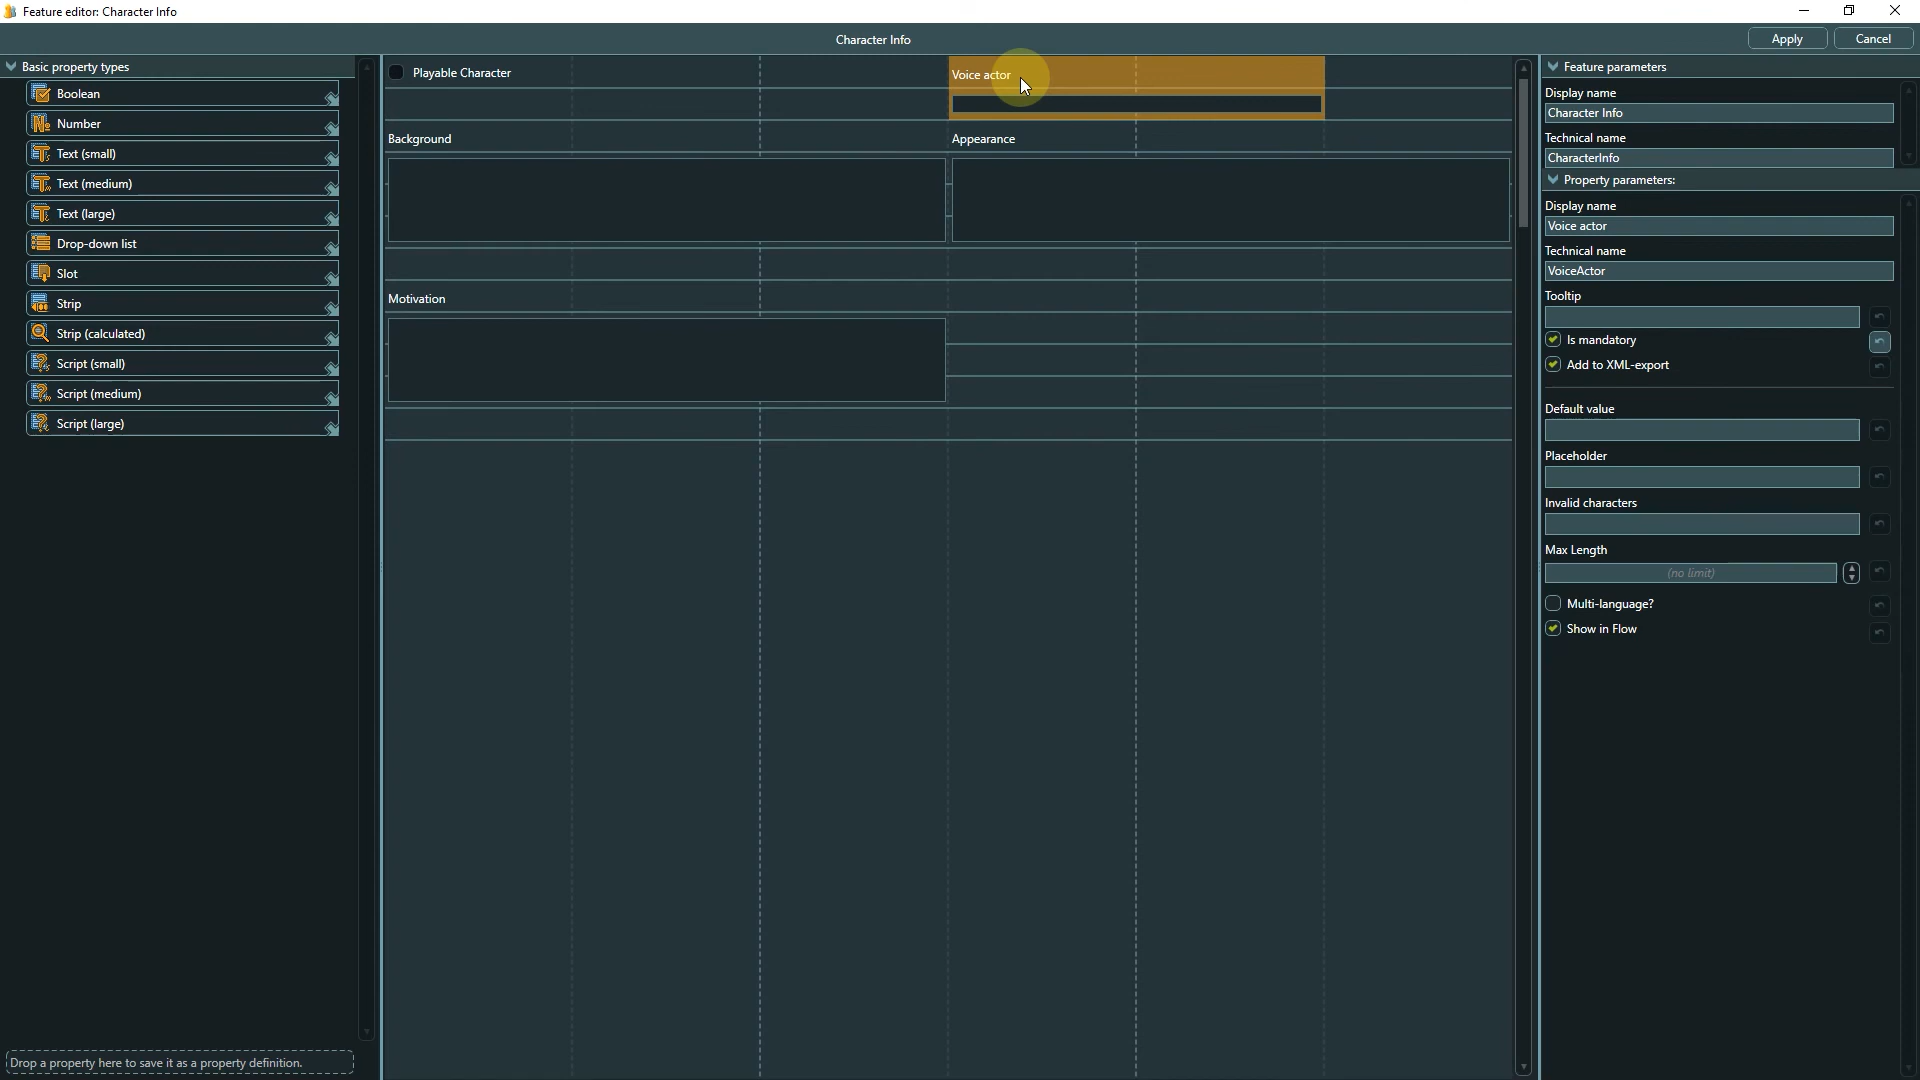 Feature editor: Character Info
Character Info
Apply
Cancel
Basic property types
Boolean
Number
Text (small)
Text (medium)
Text (large)
Drop-down list
Slot
Strip
Strip (calculated)
Script (small)
Script (medium)
Script (large)
Drop a property here to save it as a property definition.
Playable Character
Voice actor
Background
Appearance
Motivation
Feature parameters
Display name
Character Info
Technical name
CharacterInfo
Property parameters:
Display name
Voice actor
Technical name
VoiceActor
Tooltip
Is mandatory
Add to XML-export
Default value
Placeholder
Invalid characters
Max Length
(no limit)
Multi-language?
Show in Flow